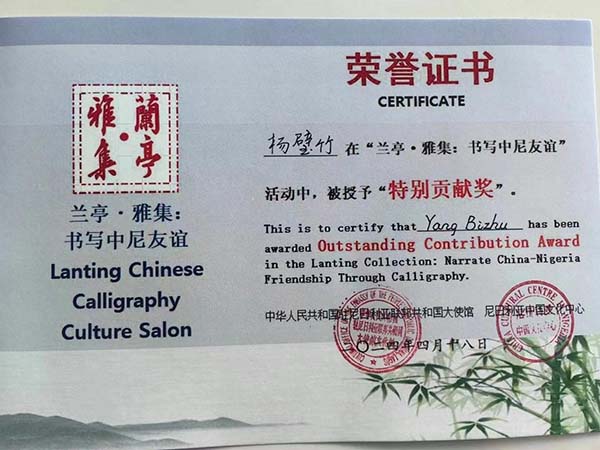 蘭亭
雅集
兰亭·雅集：
书写中尼友谊
Lanting Chinese
Calligraphy
Culture Salon
荣誉证书
CERTIFICATE
杨璧竹 在“兰亭·雅集：书写中尼友谊”
活动中，被授予“特别贡献奖”。
This is to certify that Yang Bizhu has been
awarded Outstanding Contribution Award
in the Lanting Collection: Narrate China-Nigeria
Friendship Through Calligraphy.
中华人民共和国驻尼日利亚联邦共和国大使馆 尼日利亚中国文化中心
二〇二四年四月十八日